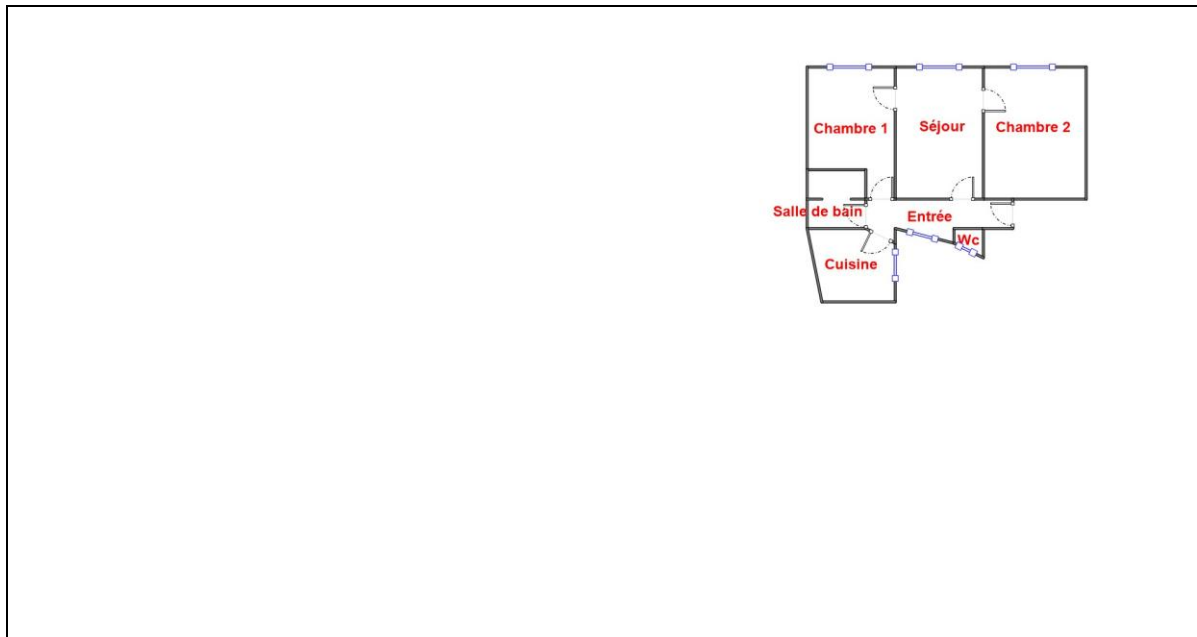 Chambre 1
Séjour
Chambre 2
Salle de bain
Entrée
Wc
Cuisine